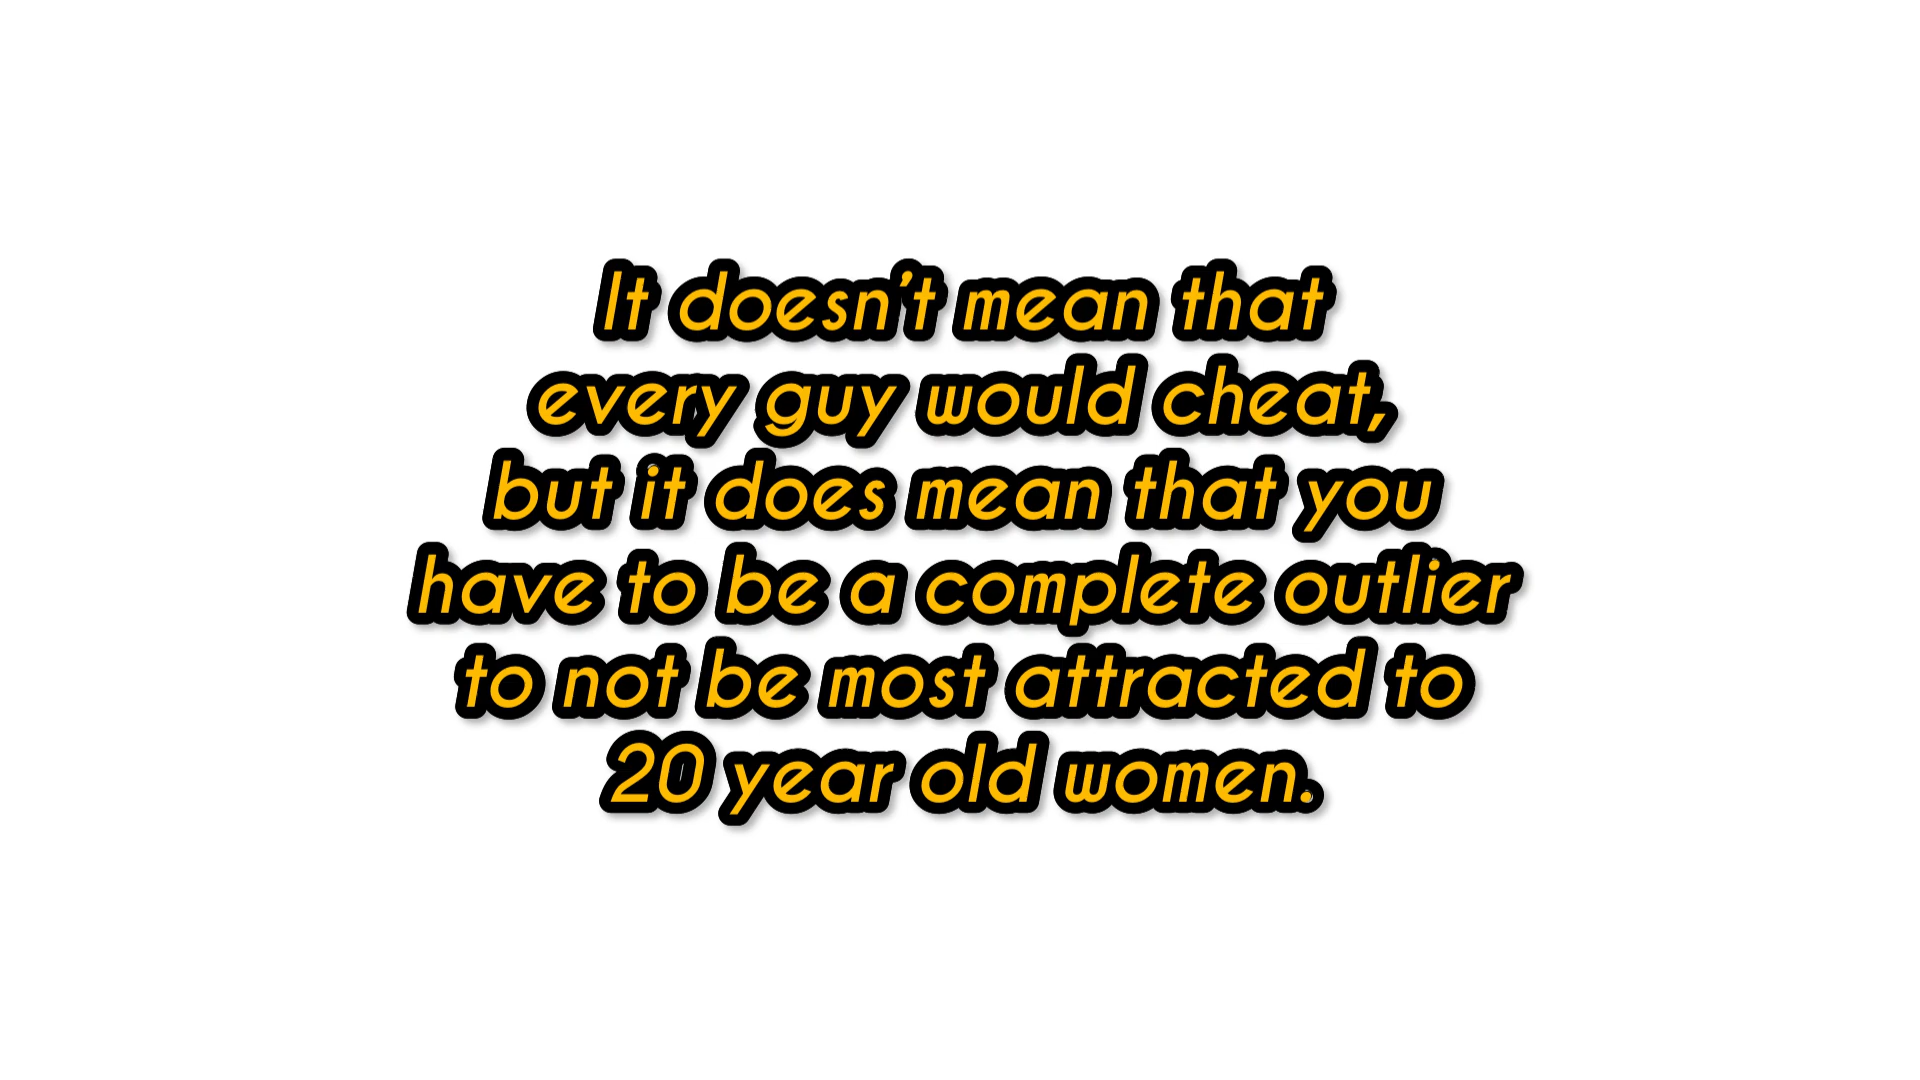 It doesn’t mean that
every guy would cheat,
but it does mean that you
have to be a complete outlier
to not be most attracted to
20 year old women.